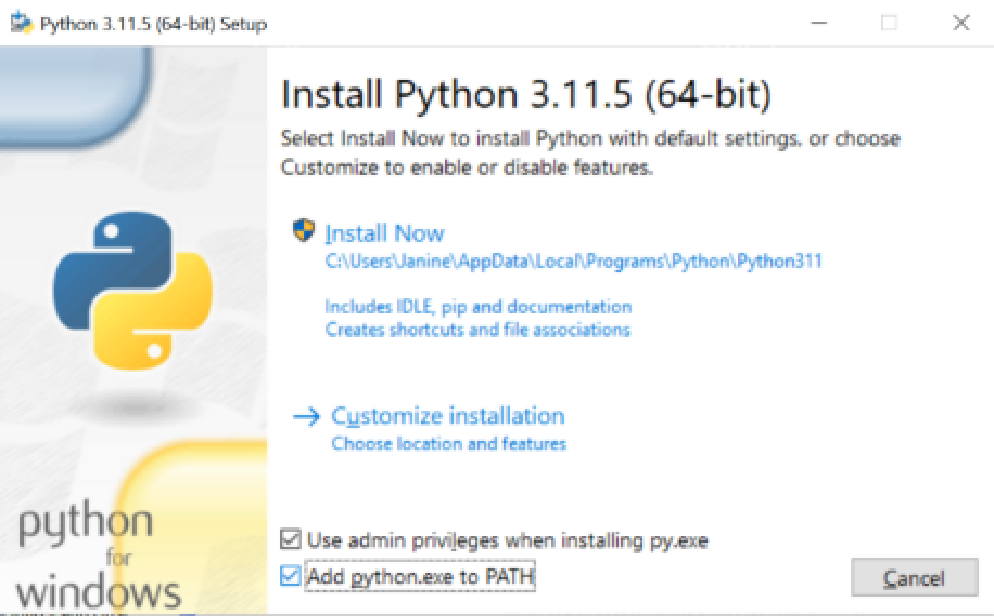 Python 3.11.5 (64-bit) Setup
Install Python 3.11.5 (64-bit)
Select Install Now to install Python with default settings, or choose
Customize to enable or disable features.
Install Now
C:\Users\Janine\AppData\Local\Programs\Python\Python311
Includes IDLE, pip and documentation
Creates shortcuts and file associations
Customize installation
Choose location and features
python
for
windows
Use admin privileges when installing py.exe
Add python.exe to PATH
Cancel